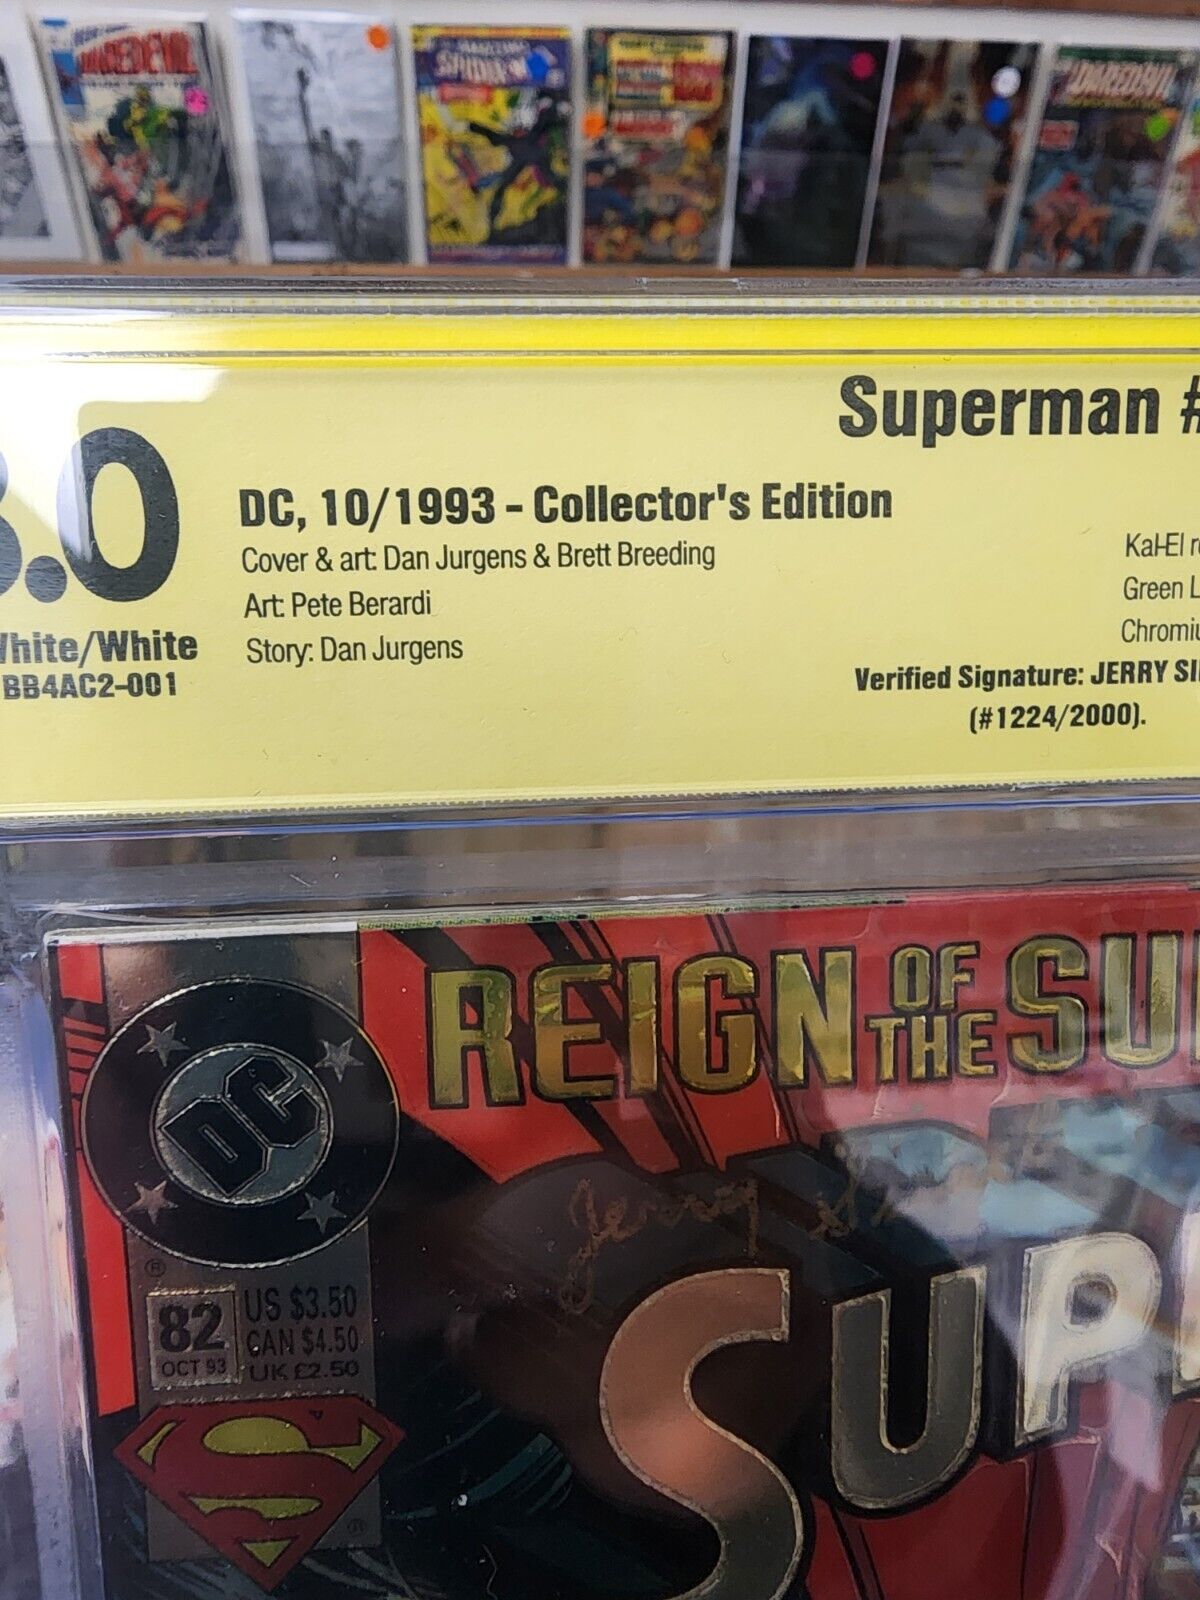 DAREDEVIL
SPIDER-M
DAREDEVIL
Superman #
.0
DC, 10/1993 - Collector's Edition
Cover & art: Dan Jurgens & Brett Breeding
Art: Pete Berardi
Story: Dan Jurgens
White/White
BB4AC2-001
Kal-El r
Green L
Chromiu
Verified Signature: JERRY SI
(#1224/2000).
REIGN OF THE SU
DC
Jerry
®
82
OCT 93
US $3.50
CAN $4.50
UK £2.50
SUP
S
®